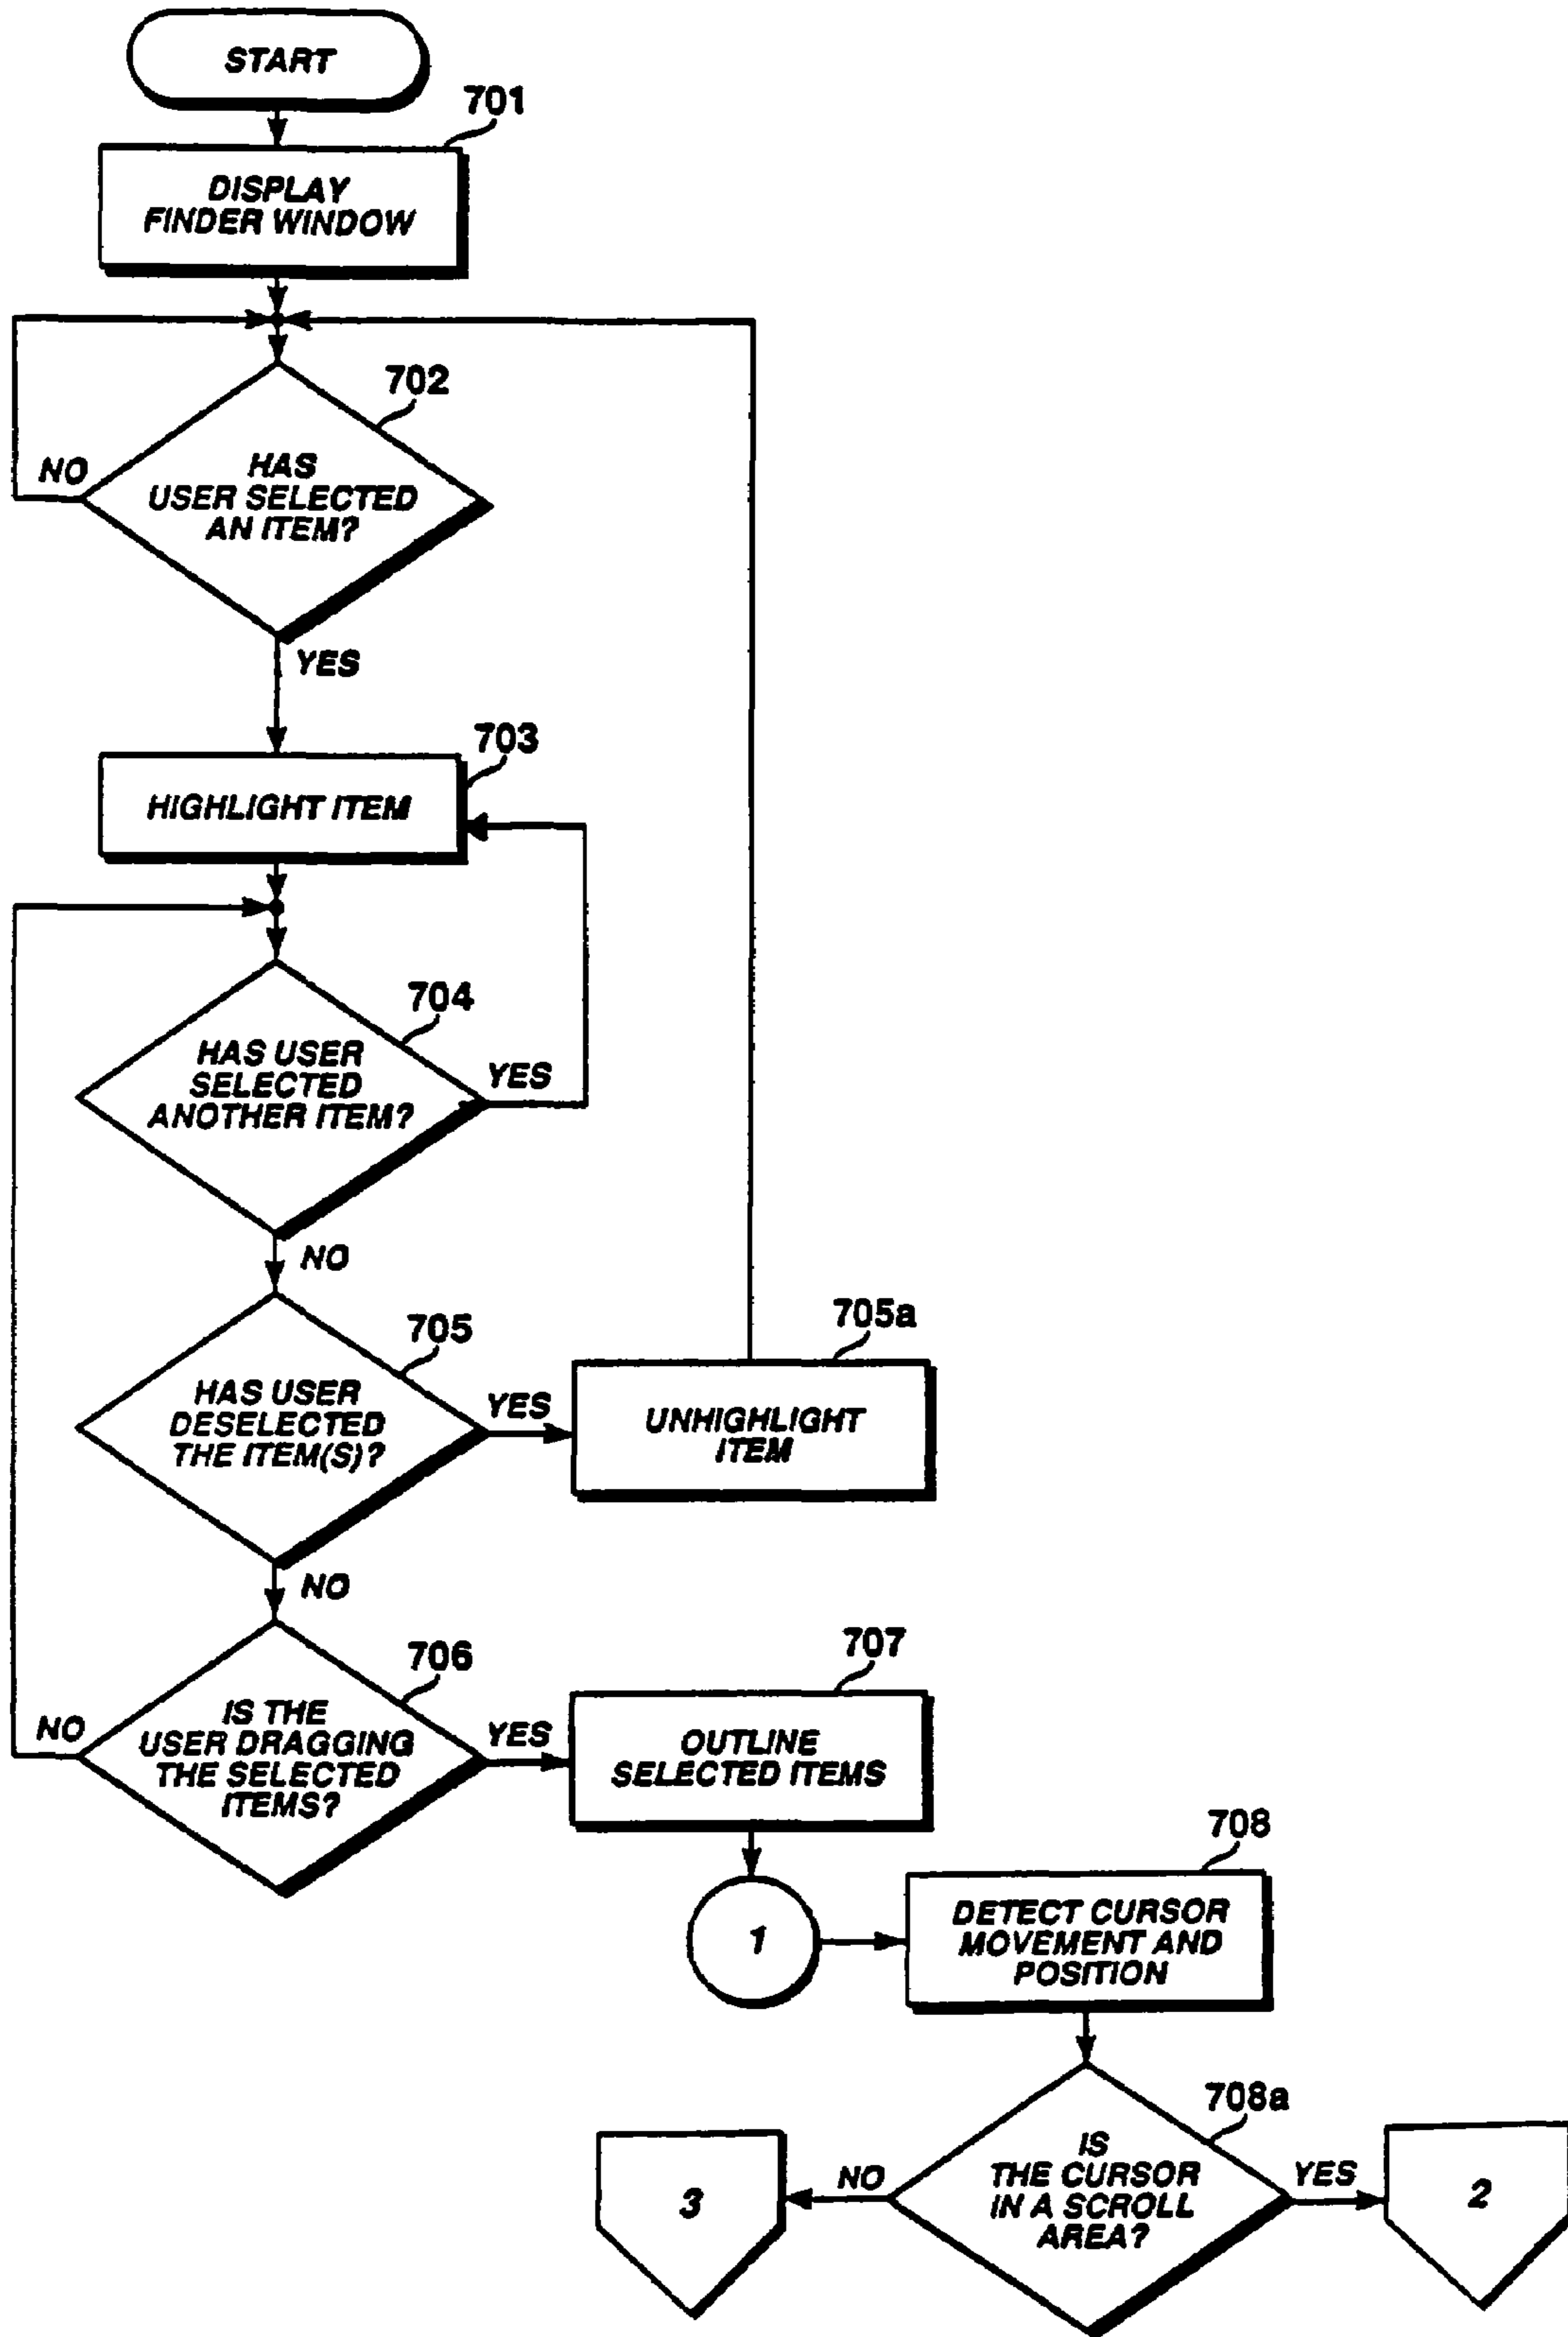 START
701
DISPLAY
FINDER WINDOW
702
NO
HAS
USER SELECTED
AN ITEM?
YES
703
HIGHLIGHT ITEM
704
HAS USER
SELECTED
ANOTHER ITEM?
YES
NO
705
HAS USER
DESELECTED
THE ITEM(S)?
YES
705a
UNHIGHLIGHT
ITEM
NO
706
NO
IS THE
USER DRAGGING
THE SELECTED
ITEMS?
YES
707
OUTLINE
SELECTED ITEMS
1
708
DETECT CURSOR
MOVEMENT AND
POSITION
708a
IS
THE CURSOR
IN A SCROLL
AREA?
NO
3
YES
2